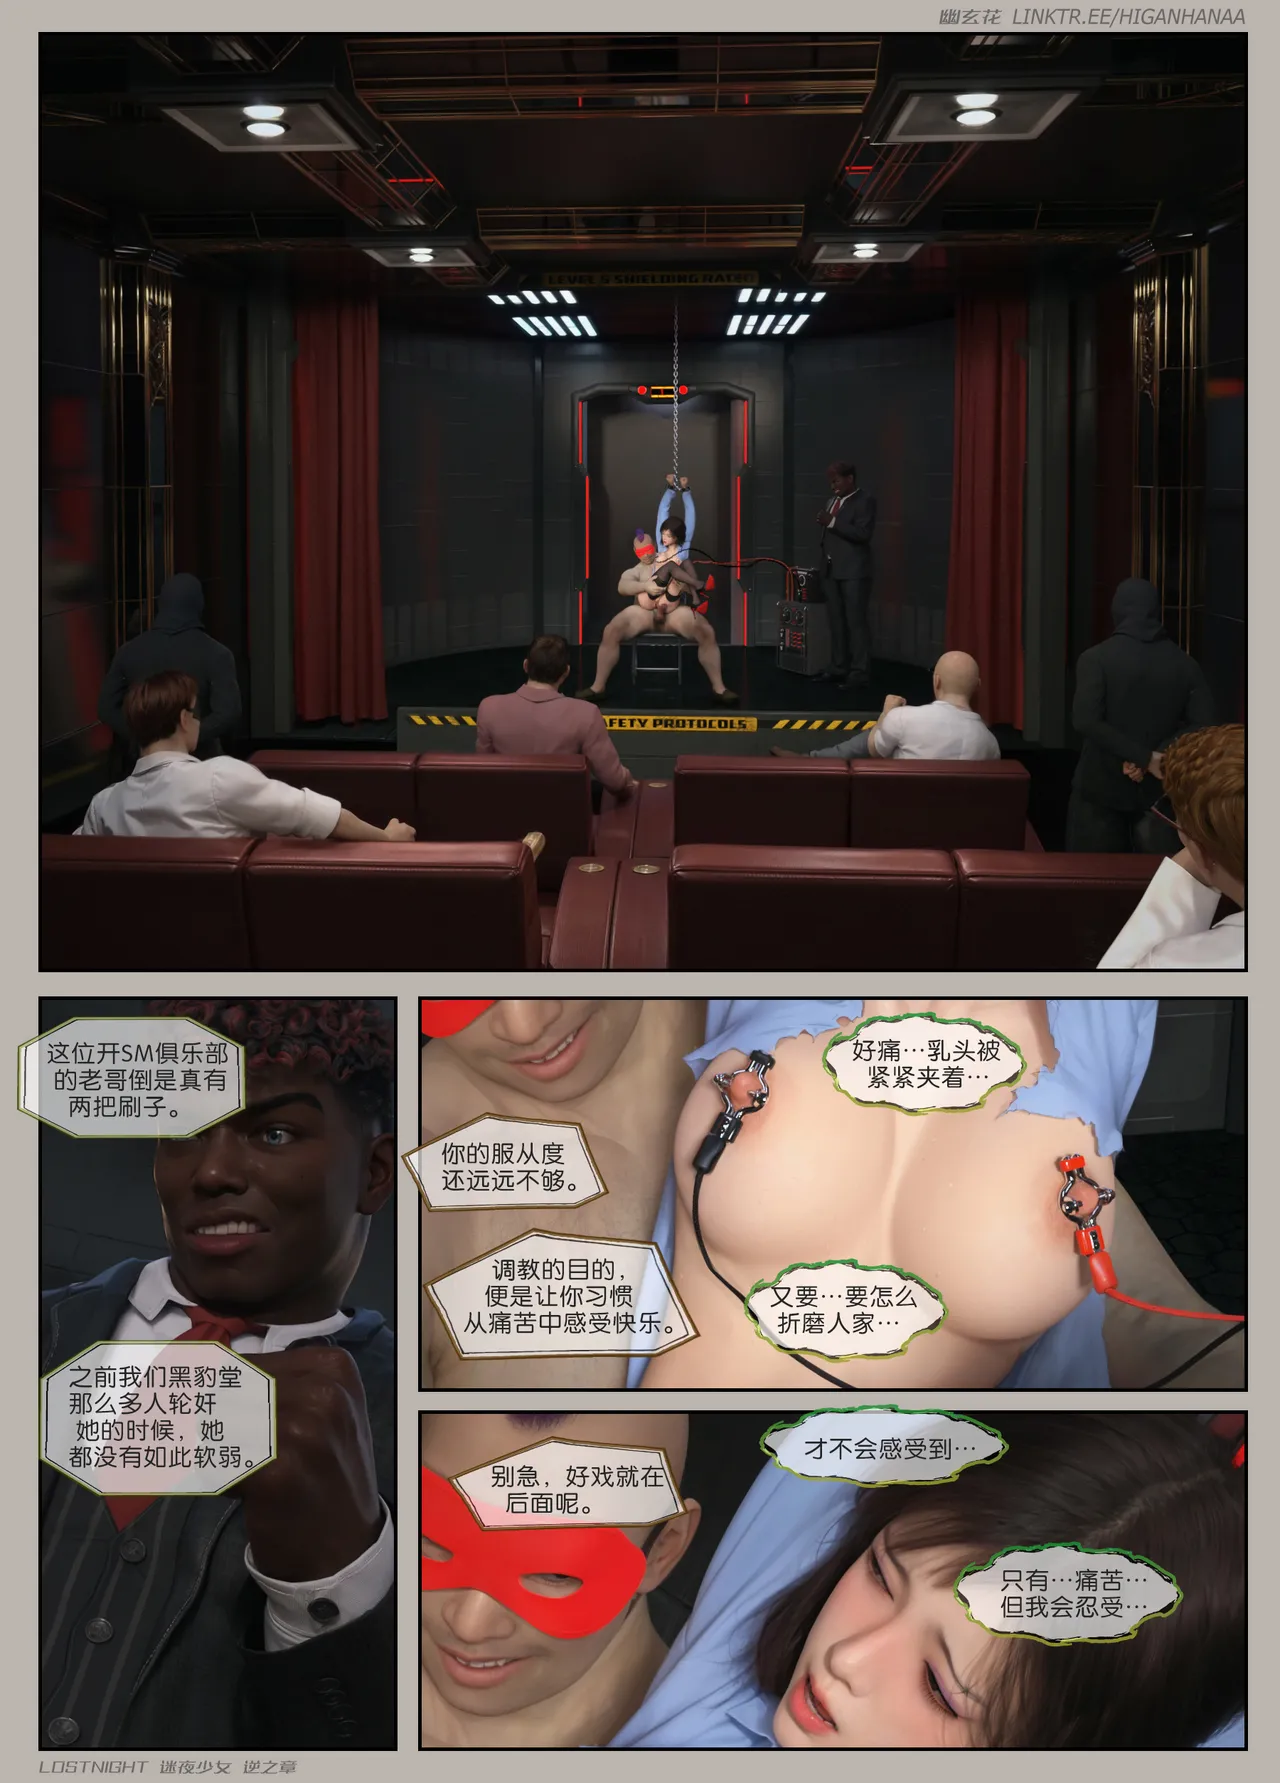 幽玄花 LINKTR.EE/HIGANHANAA
LEVEL 5 SHIELDING
AFETY PROTOCOLS
这位开SM俱乐部
的老哥倒是真有
两把刷子。
之前我们黑豹堂
那么多人轮奸
她的时候，她
都没有如此软弱。
好痛…乳头被
紧紧夹着…
你的服从度
还远远不够。
调教的目的，
便是让你习惯
从痛苦中感受快乐。
又要…要怎么
折磨人家…
才不会感受到…
别急，好戏就在
后面呢。
只有…痛苦…
但我会忍受…
LOSTNIGHT 迷夜少女 逆之章